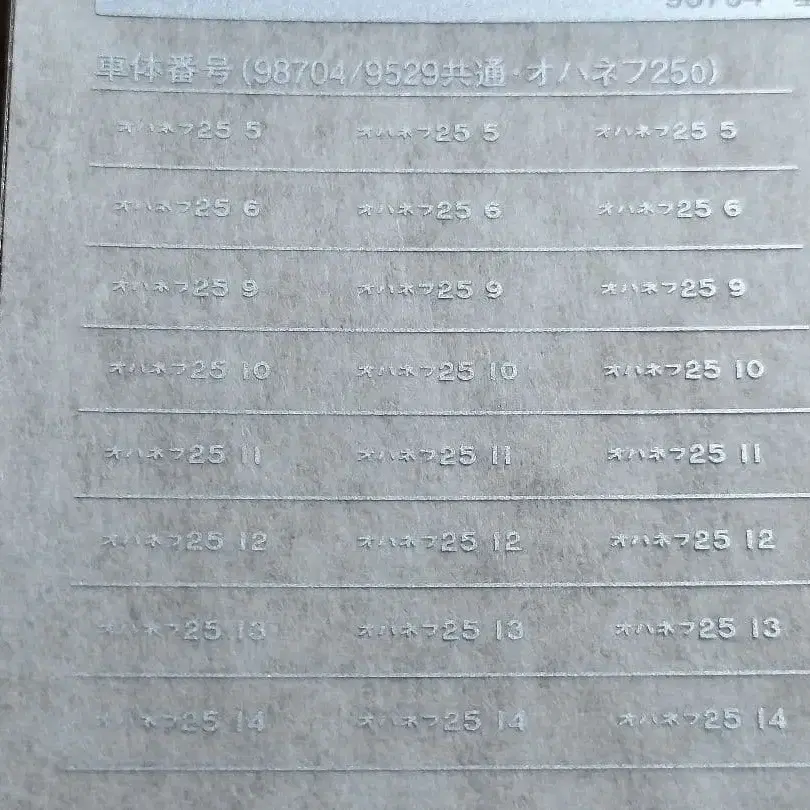 98704
車体番号(98704/9529共通・オハネフ250)
オハネフ25 5 オハネフ25 5 オハネフ25 5
オハネフ25 6 オハネフ25 6 オハネフ25 6
オハネフ25 9 オハネフ25 9 オハネフ25 9
オハネフ25 10 オハネフ25 10 オハネフ25 10
オハネフ25 11 オハネフ25 11 オハネフ25 11
オハネフ25 12 オハネフ25 12 オハネフ25 12
オハネフ25 13 オハネフ25 13 オハネフ25 13
オハネフ25 14 オハネフ25 14 オハネフ25 14